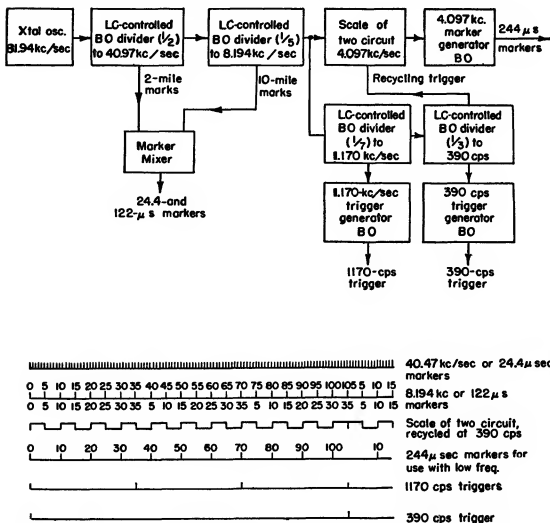 Xtal osc.
81.94kc/sec
LC-controlled
BO divider (1/2)
to 40.97kc/sec
LC-controlled
BO divider (1/5)
to 8.194 kc/sec
Scale of
two circuit
4.097kc/sec
4.097kc.
marker
generator
BO
244 μs
markers
2-mile
marks
10-mile
marks
Recycling trigger
Marker
Mixer
LC-controlled
BO divider
(1/7) to
1.170 kc/sec
LC-controlled
BO divider
(1/3) to
390 cps
24.4-and
122-μs markers
1.170-kc/sec
trigger
generator
BO
390 cps
trigger
generator
BO
1170-cps
trigger
390-cps
trigger
40.47kc/sec or 24.4μsec
markers
0 5 10 15 20 25 30 35 40 45 50 55 60 65 70 75 80 85 90 95 100 105 5 10 15
8.194 kc or 122μs
0 5 10 15 20 25 30 35 5 10 15 20 25 30 35 5 10 15 20 25 30 35 5 10 15
markers
Scale of two circuit,
recycled at 390 cps
0 10 20 30 40 50 60 70 80 90 100 10
244μ sec markers for
use with low freq.
1170 cps triggers
390 cps trigger